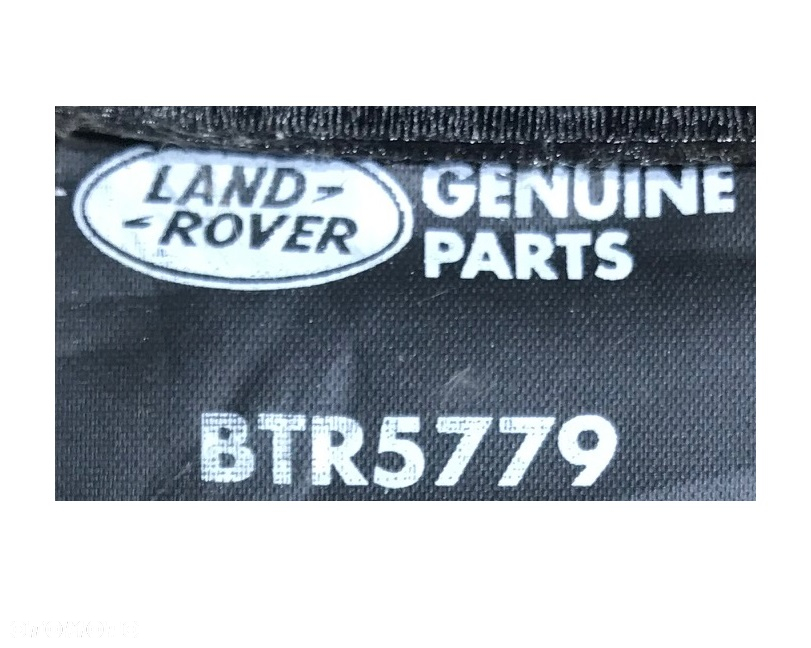 LAND
ROVER
GENUINE
PARTS
BTR5779